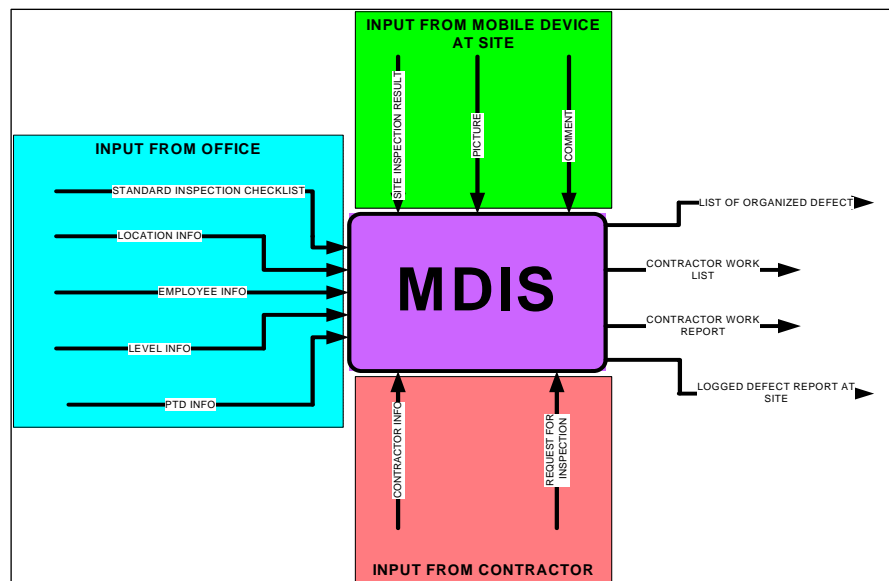 INPUT FROM MOBILE DEVICE
AT SITE
SITE INSPECTION RESULT
PICTURE
COMMENT
INPUT FROM OFFICE
STANDARD INSPECTION CHECKLIST
LOCATION INFO
EMPLOYEE INFO
LEVEL INFO
PTD INFO
MDIS
LIST OF ORGANIZED DEFECT
CONTRACTOR WORK
LIST
CONTRACTOR WORK
REPORT
LOGGED DEFECT REPORT AT
SITE
CONTRACTOR INFO
REQUEST FOR
INSPECTION
INPUT FROM CONTRACTOR